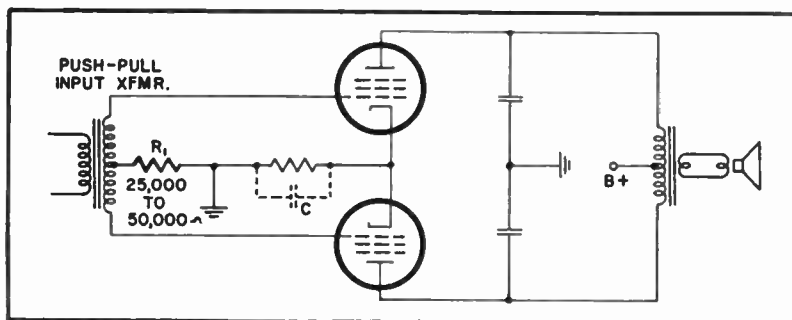 PUSH-PULL
INPUT XFMR.
R₁
25,000
TO
50,000~
C
B+